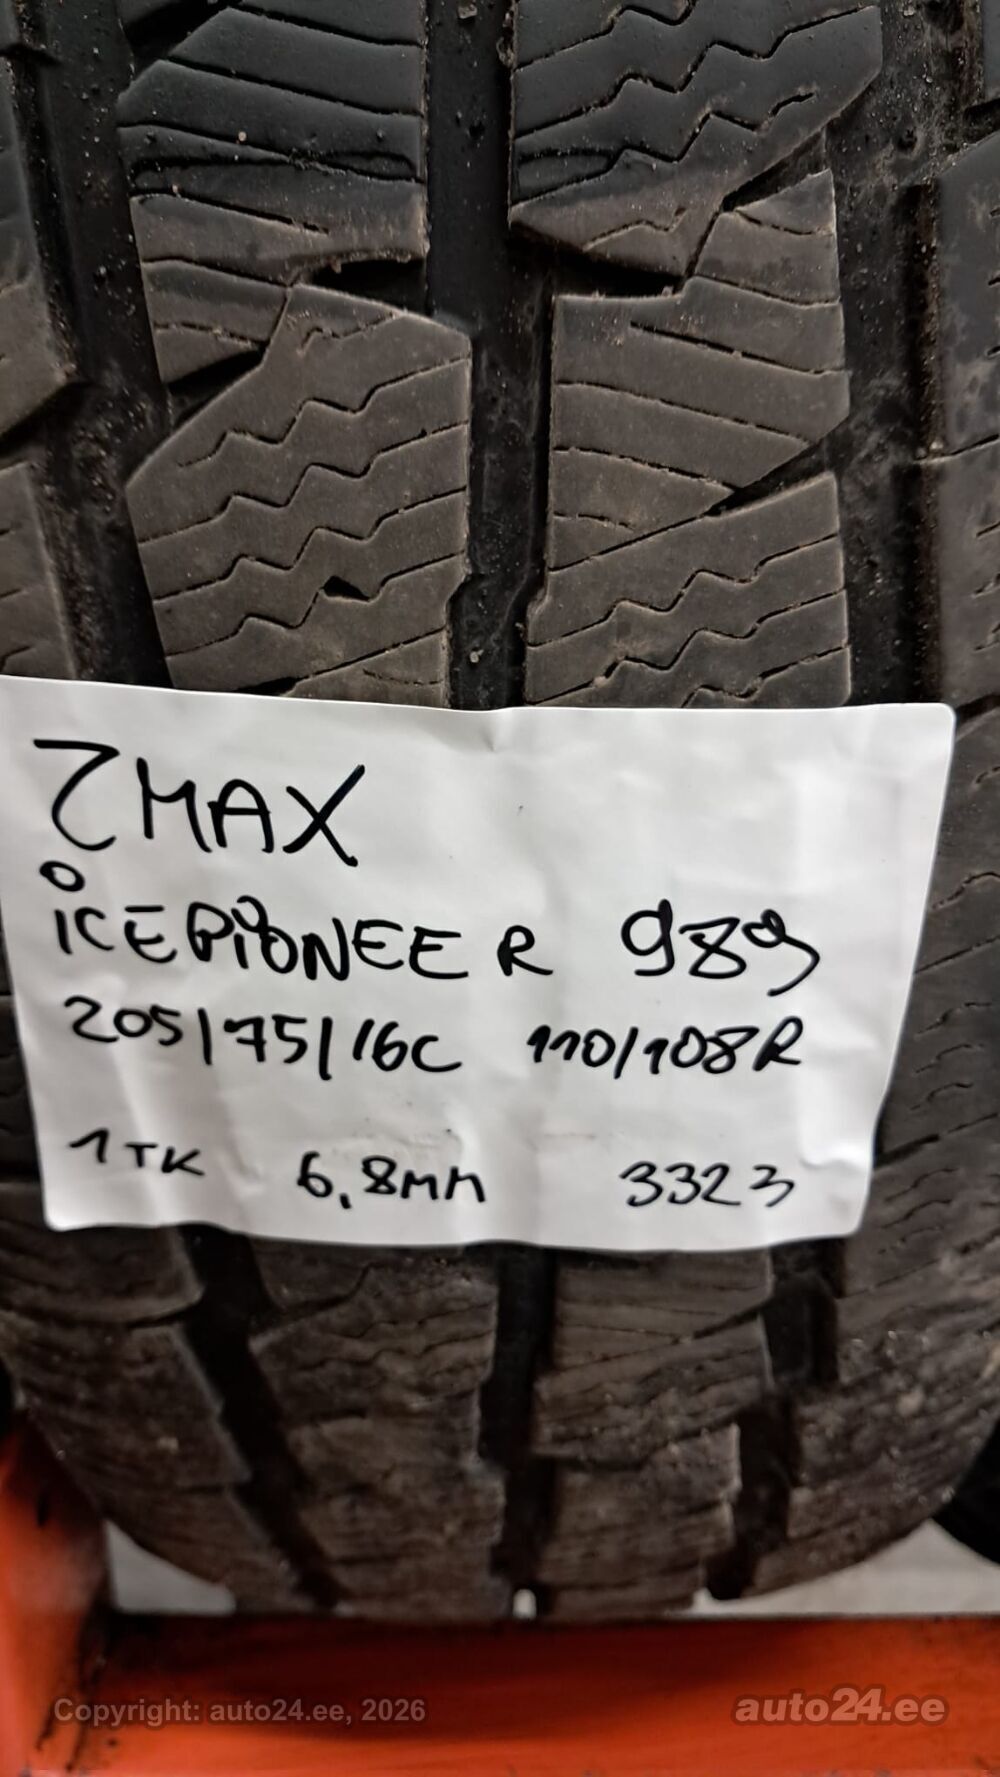 ZMAX
ICEPIONEER 989
205/75/16C 110/108R
1TK 6,8mm 3323
Copyright: auto24.ee, 2026
auto24.ee